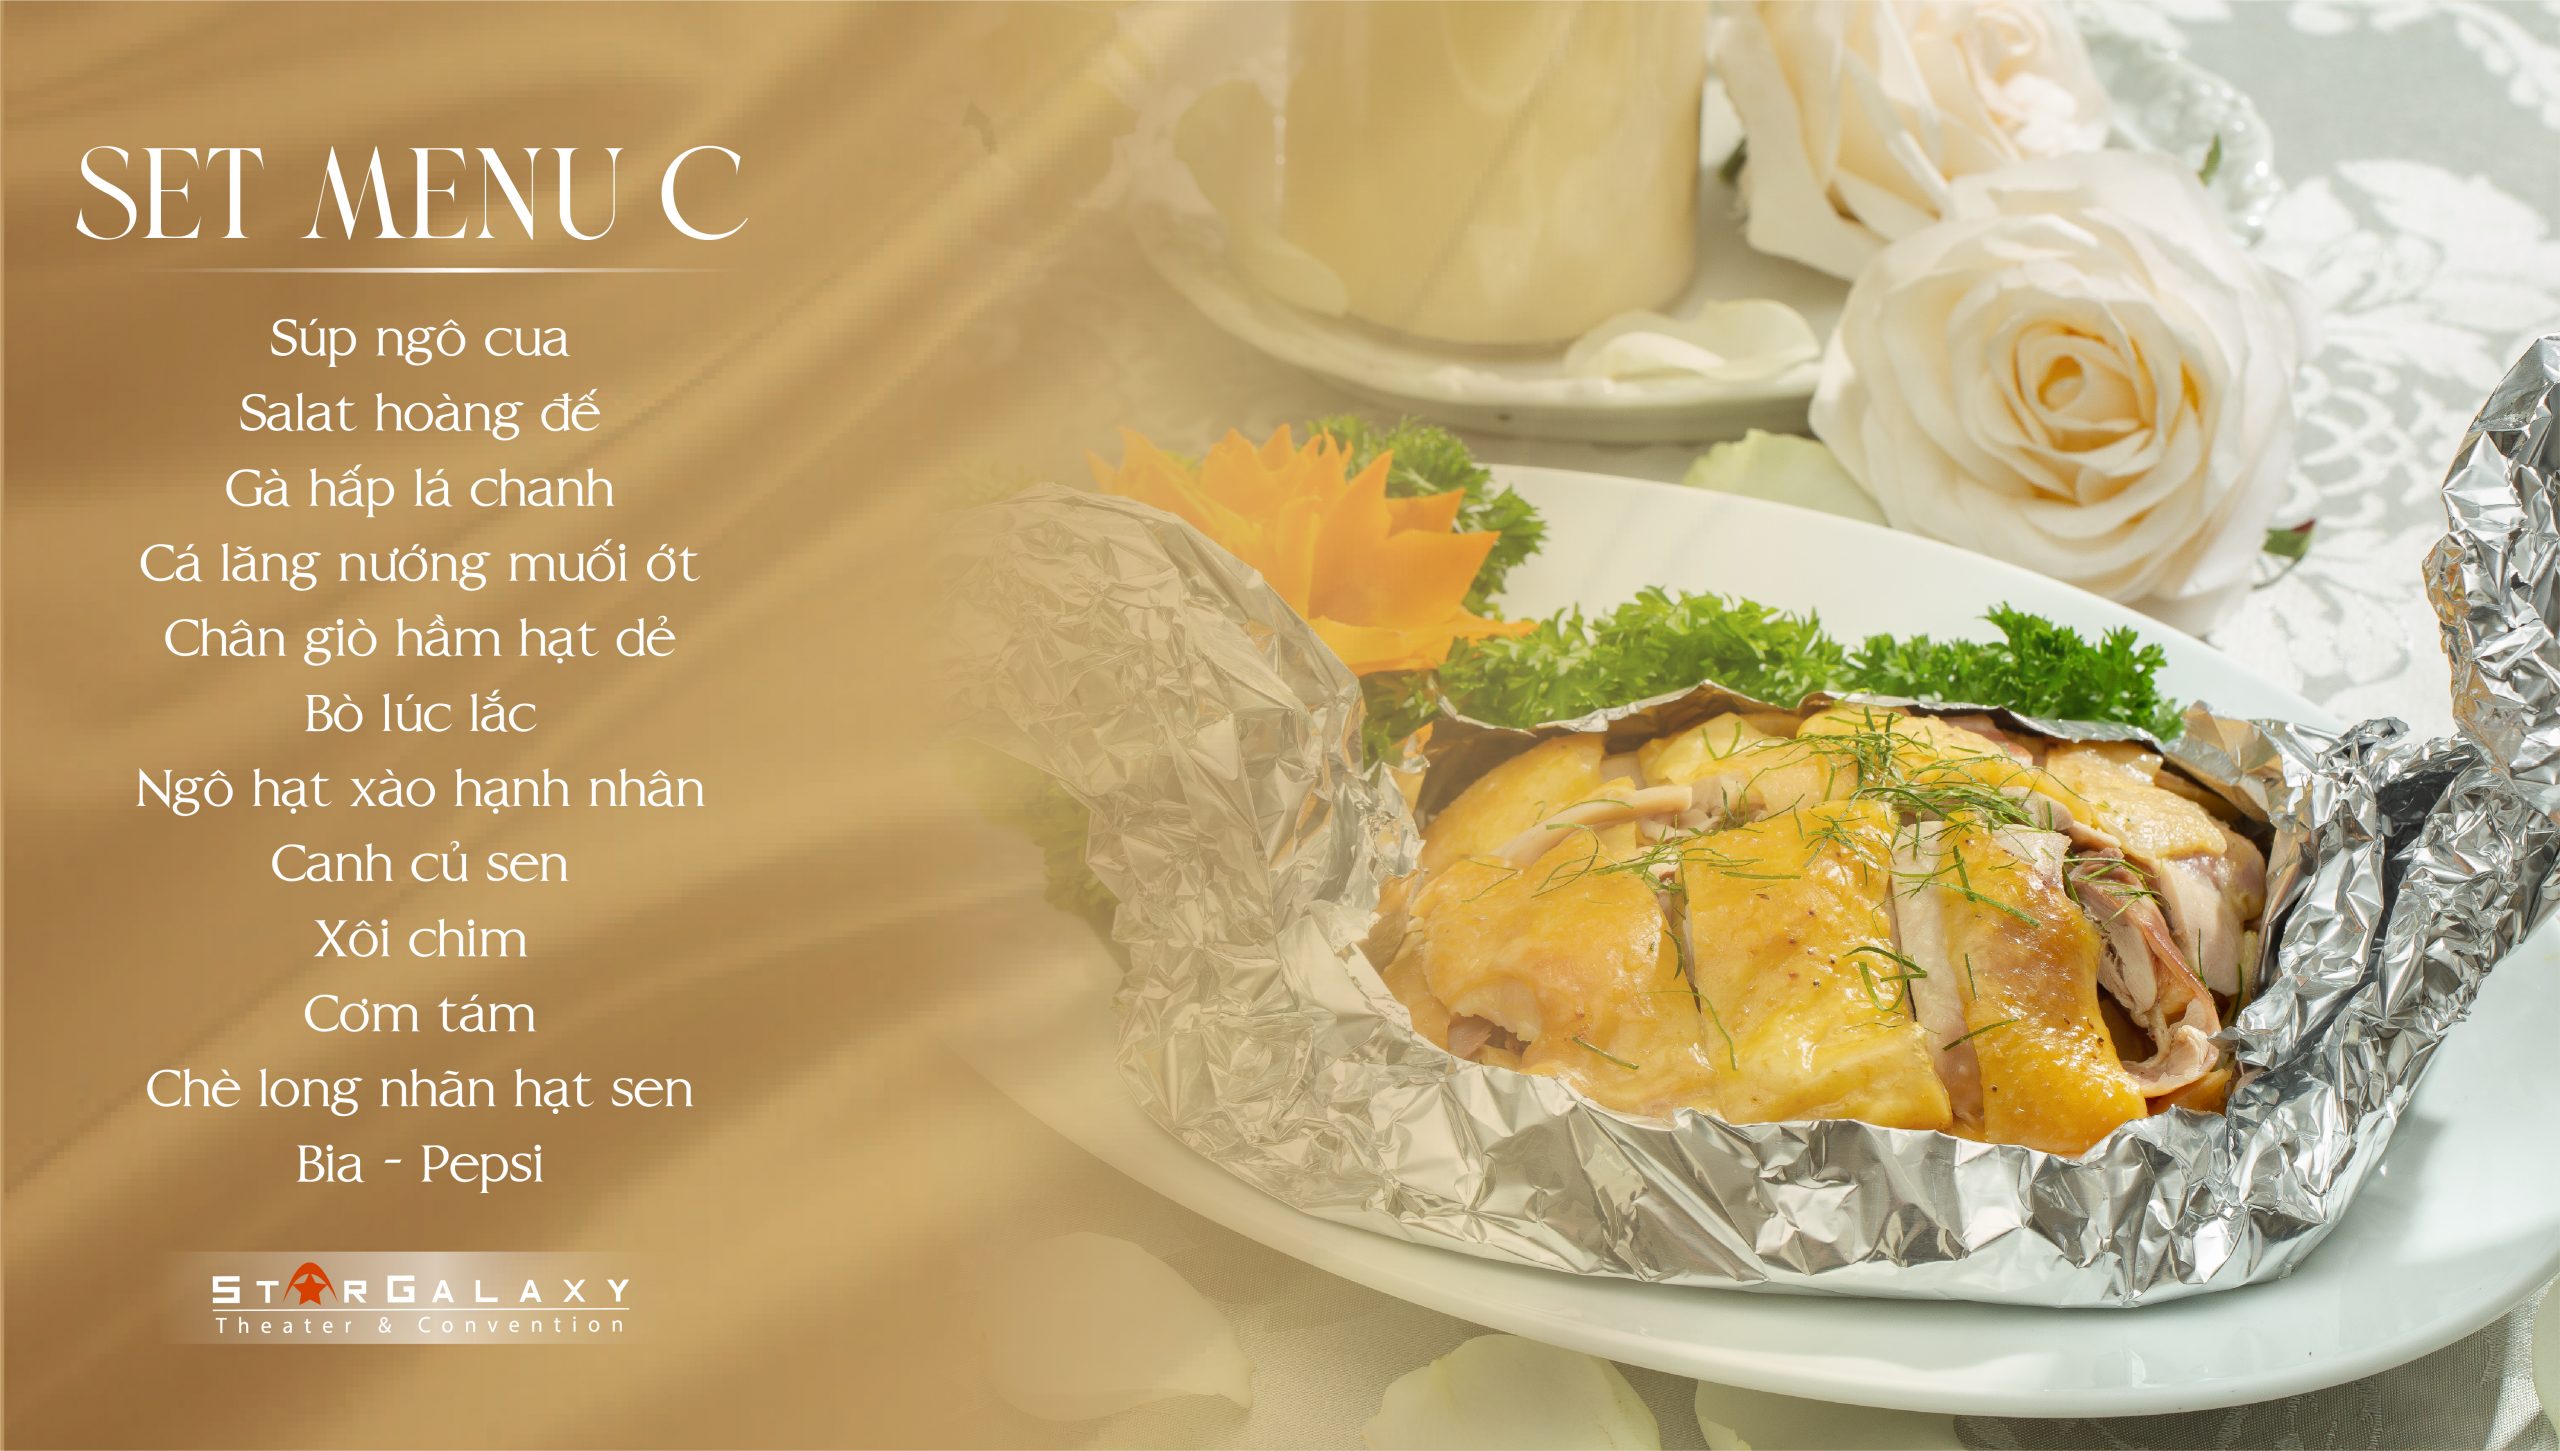 SET MENU C
Súp ngô cua
Salat hoàng đế
Gà hấp lá chanh
Cá lăng nướng muối ớt
Chân giò hầm hạt dẻ
Bò lúc lắc
Ngô hạt xào hạnh nhân
Canh củ sen
Xôi chim
Cơm tám
Chè long nhãn hạt sen
Bia - Pepsi
STARGALAXY
Theater & Convention